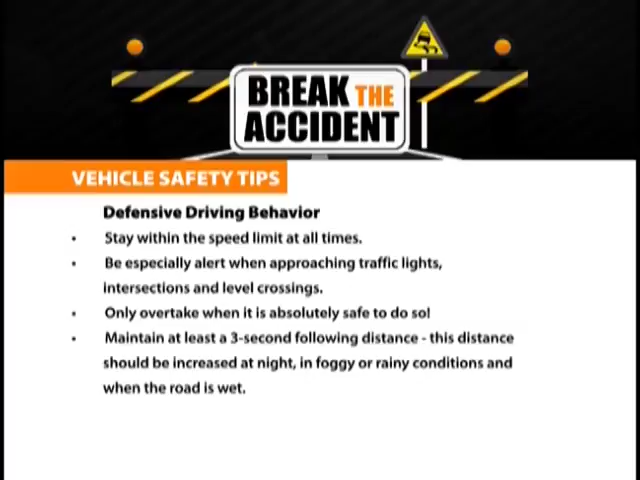 BREAK THE
ACCIDENT
VEHICLE SAFETY TIPS
Defensive Driving Behavior
• Stay within the speed limit at all times.
• Be especially alert when approaching traffic lights,
intersections and level crossings.
• Only overtake when it is absolutely safe to do so!
• Maintain at least a 3-second following distance - this distance
should be increased at night, in foggy or rainy conditions and
when the road is wet.